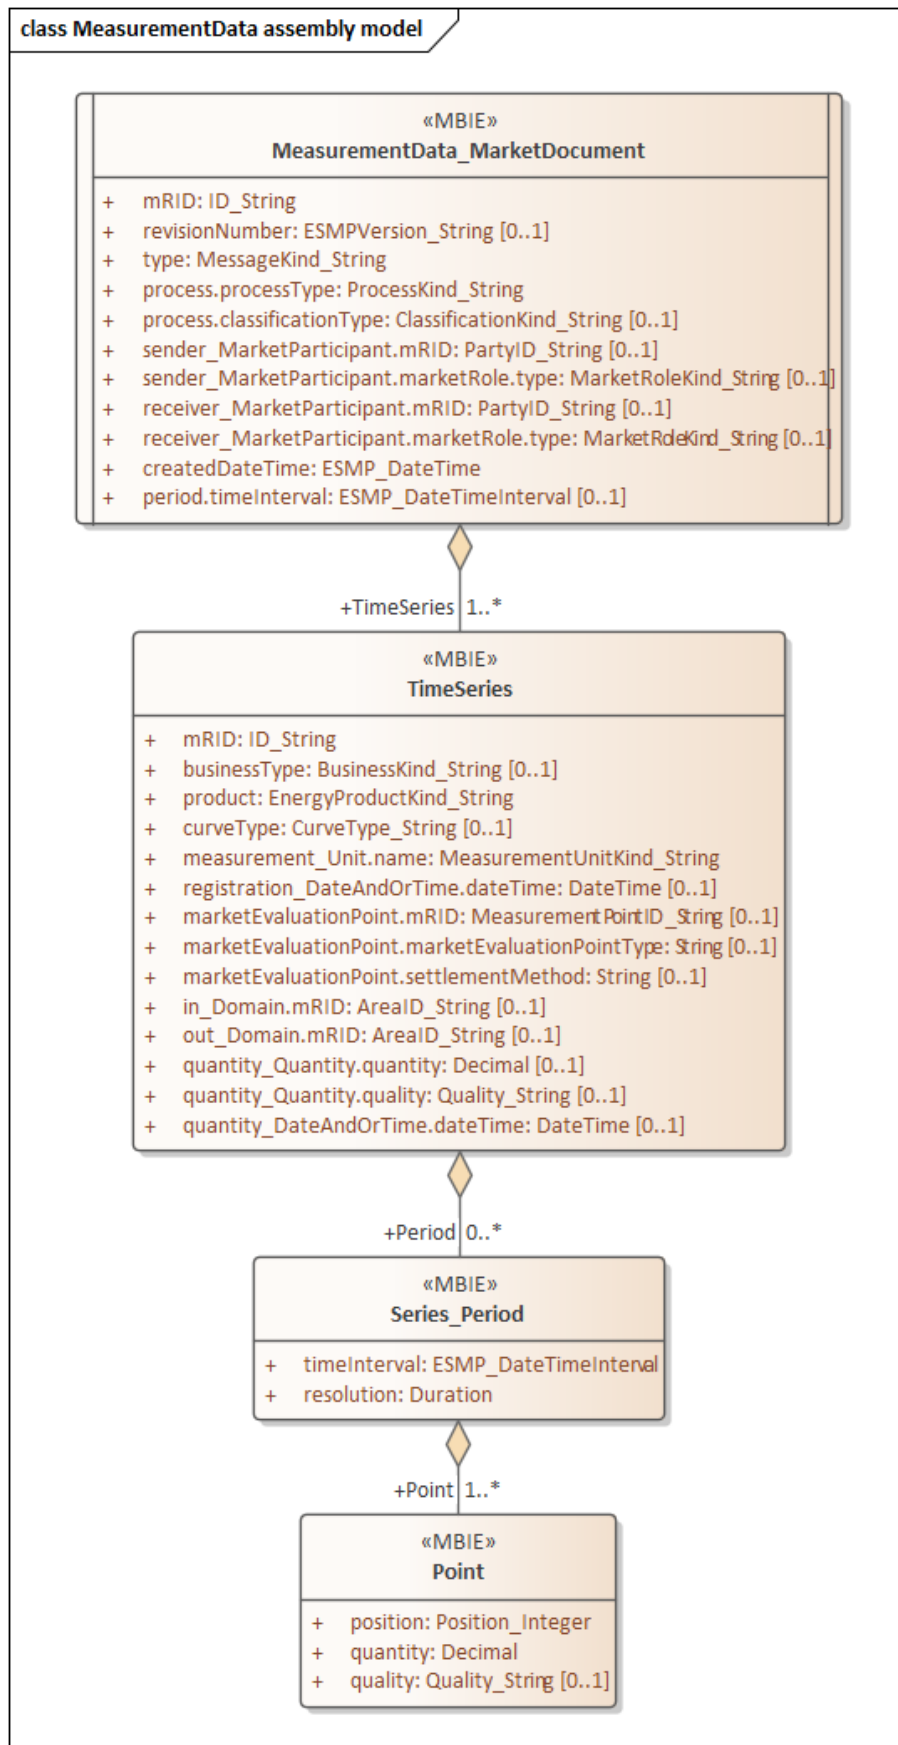 class MeasurementData assembly model
«MBIE»
MeasurementData_MarketDocument
+ mRID: ID_String
+ revisionNumber: ESMPVersion_String [0..1]
+ type: MessageKind_String
+ process.processType: ProcessKind_String
+ process.classificationType: ClassificationKind_String [0..1]
+ sender_MarketParticipant.mRID: PartyID_String [0..1]
+ sender_MarketParticipant.marketRole.type: MarketRoleKind_String [0..1]
+ receiver_MarketParticipant.mRID: PartyID_String [0..1]
+ receiver_MarketParticipant.marketRole.type: MarketRoleKind_String [0..1]
+ createdDateTime: ESMP_DateTime
+ period.timeInterval: ESMP_DateTimeInterval [0..1]
+TimeSeries 1..*
«MBIE»
TimeSeries
+ mRID: ID_String
+ businessType: BusinessKind_String [0..1]
+ product: EnergyProductKind_String
+ curveType: CurveType_String [0..1]
+ measurement_Unit.name: MeasurementUnitKind_String
+ registration_DateAndOrTime.dateTime: DateTime [0..1]
+ marketEvaluationPoint.mRID: MeasurementPointID_String [0..1]
+ marketEvaluationPoint.marketEvaluationPointType: String [0..1]
+ marketEvaluationPoint.settlementMethod: String [0..1]
+ in_Domain.mRID: AreaID_String [0..1]
+ out_Domain.mRID: AreaID_String [0..1]
+ quantity_Quantity.quantity: Decimal [0..1]
+ quantity_Quantity.quality: Quality_String [0..1]
+ quantity_DateAndOrTime.dateTime: DateTime [0..1]
+Period 0..*
«MBIE»
Series_Period
+ timeInterval: ESMP_DateTimeInterval
+ resolution: Duration
+Point 1..*
«MBIE»
Point
+ position: Position_Integer
+ quantity: Decimal
+ quality: Quality_String [0..1]